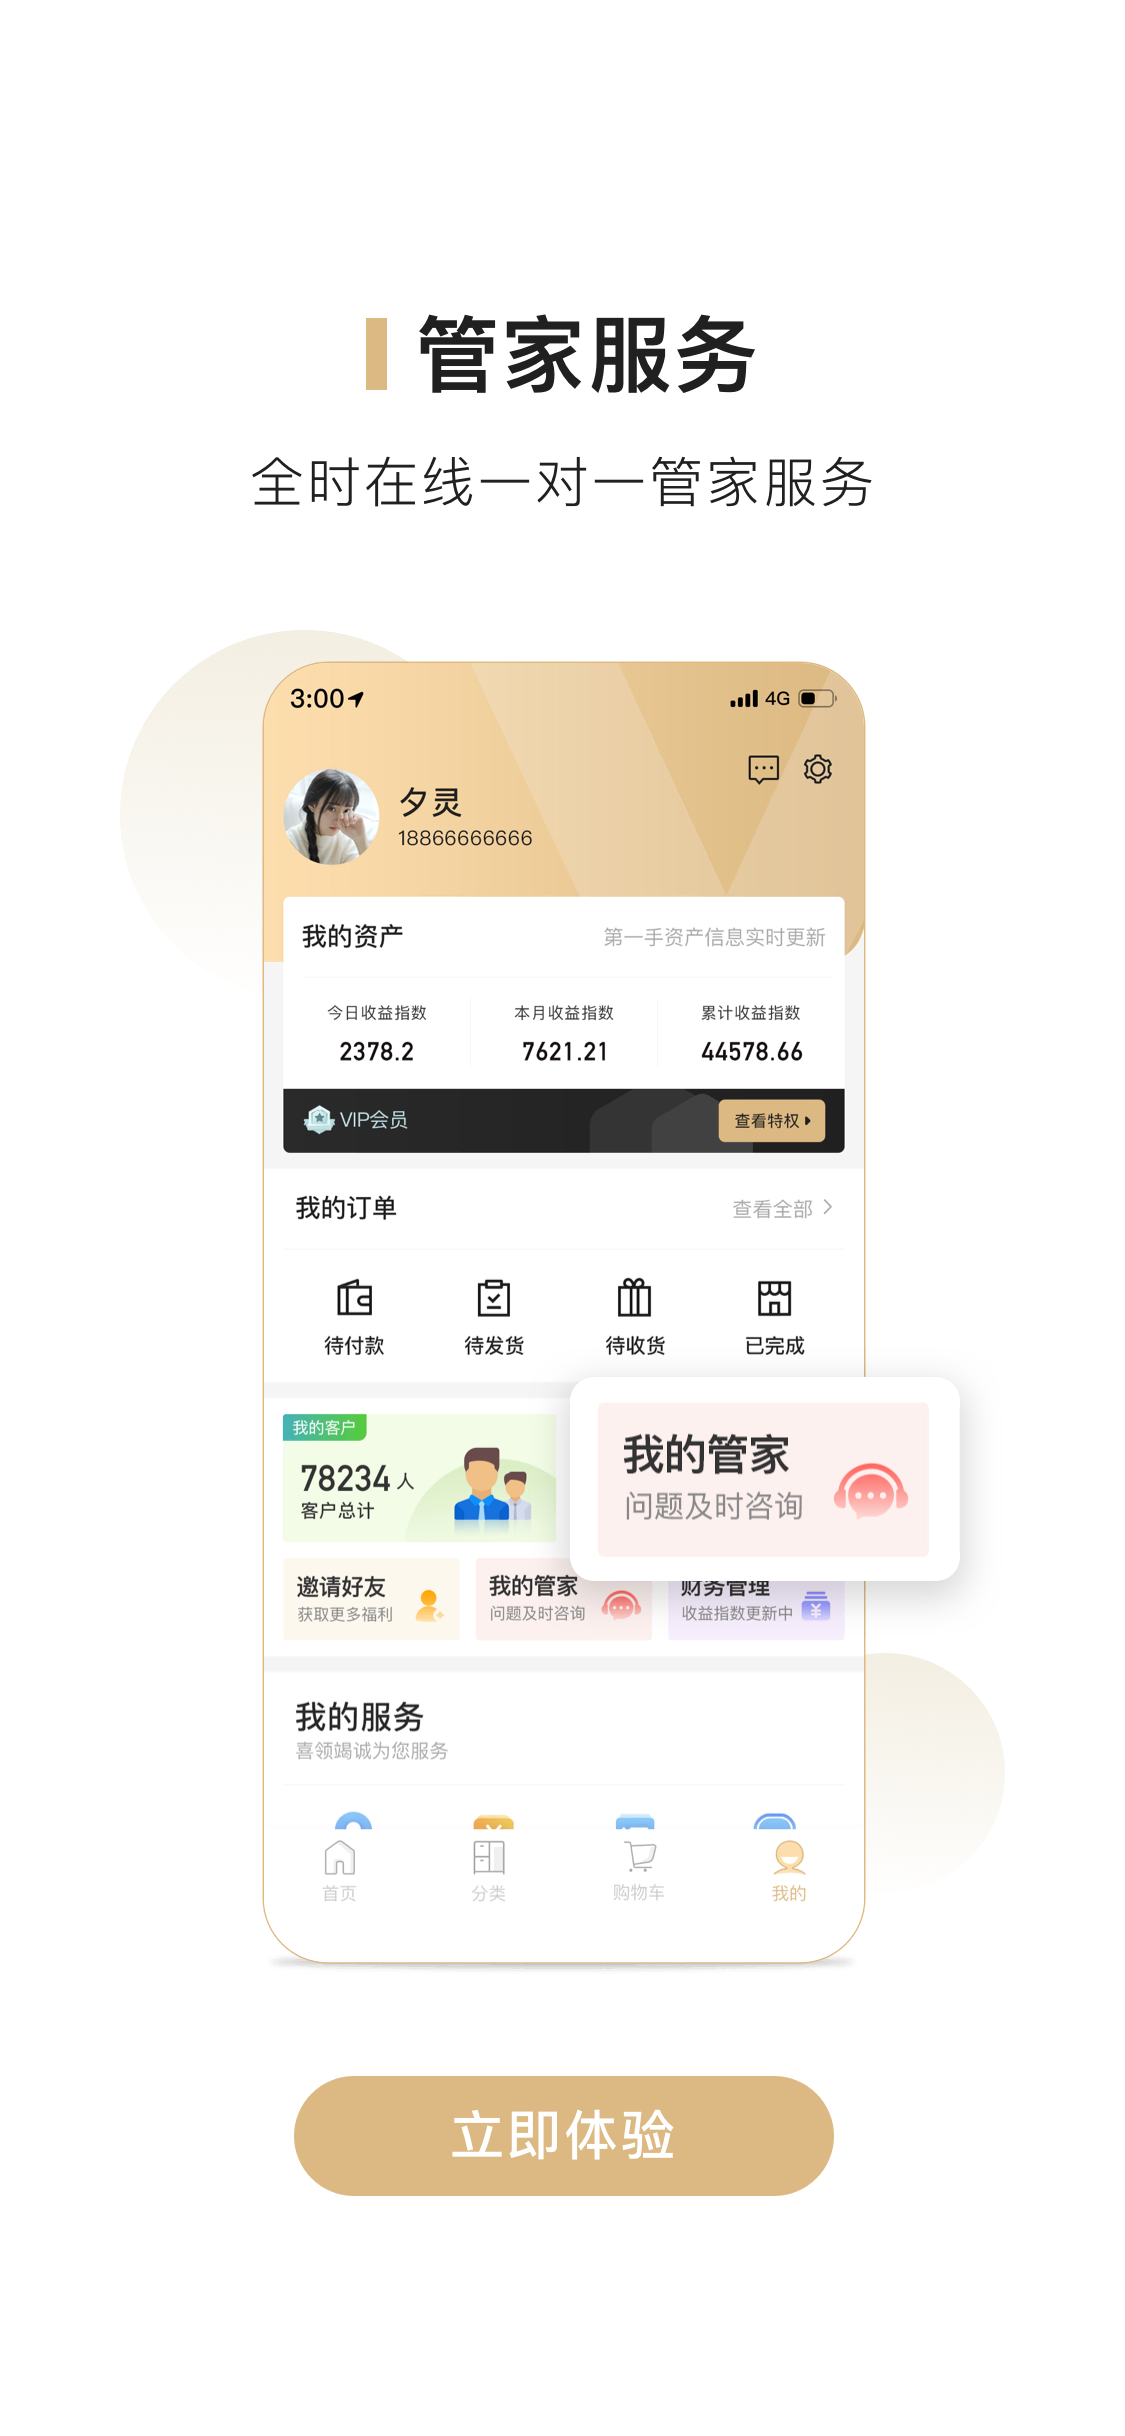 管家服务
全时在线一对一管家服务
3:00
4G
夕灵
18866666666
我的资产
第一手资产信息实时更新
今日收益指数
本月收益指数
累计收益指数
2378.2
7621.21
44578.66
VIP会员
查看特权
我的订单
查看全部
待付款
待发货
待收货
已完成
我的客户
78234人
客户总计
我的管家
问题及时咨询
邀请好友
获取更多福利
我的管家
问题及时咨询
财务管理
收益指数更新中
我的服务
喜领竭诚为您服务
首页
分类
购物车
我的
立即体验